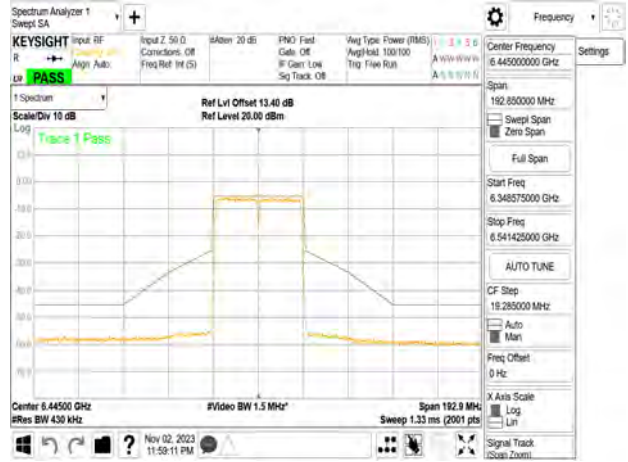 Spectrum Analyzer 1
Swept SA
+
Frequency
KEYSIGHT
Input: RF
Input Z: 50 Ω
#Atten: 20 dB
PNO: Fast
Avg Type: Power (RMS)
Corrections: Off
Gate: Off
Avg|Hold: 100/100
R
Align: Auto
Freq Ref: Int (S)
IF Gain: Low
Trig: Free Run
Sig Track: Off
PASS
Center Frequency
6.445000000 GHz
Settings
Span
192.850000 MHz
Swept Span
Zero Span
Full Span
Start Freq
6.348575000 GHz
Stop Freq
6.541425000 GHz
AUTO TUNE
CF Step
19.285000 MHz
Auto
Man
Freq Offset
0 Hz
X Axis Scale
Log
Lin
Signal Track
(Span Zoom)
1 Spectrum
Ref Lvl Offset 13.40 dB
Scale/Div 10 dB
Ref Level 20.00 dBm
Log
Trace 1 Pass
Center 6.44500 GHz
#Video BW 1.5 MHz*
Span 192.9 MHz
#Res BW 430 kHz
Sweep 1.33 ms (2001 pts)
?
Nov 02, 2023
11:59:11 PM